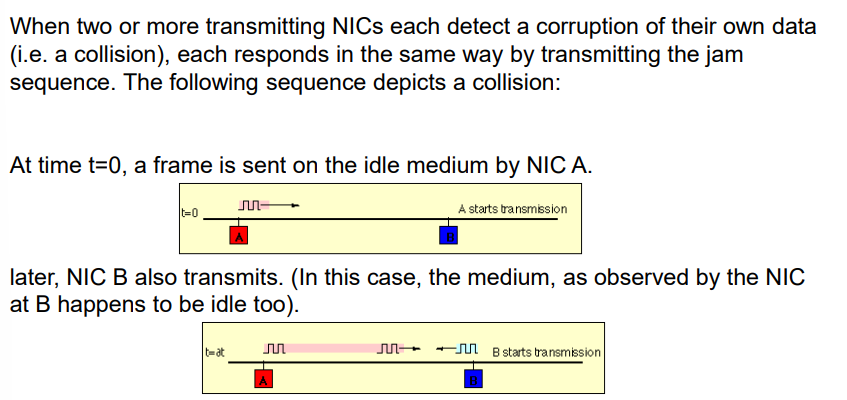 When two or more transmitting NICs each detect a corruption of their own data
(i.e. a collision), each responds in the same way by transmitting the jam
sequence. The following sequence depicts a collision:
At time t=0, a frame is sent on the idle medium by NIC A.
t=0
A starts transmission
A
B
later, NIC B also transmits. (In this case, the medium, as observed by the NIC
at B happens to be idle too).
t=at
B starts transmission
A
B